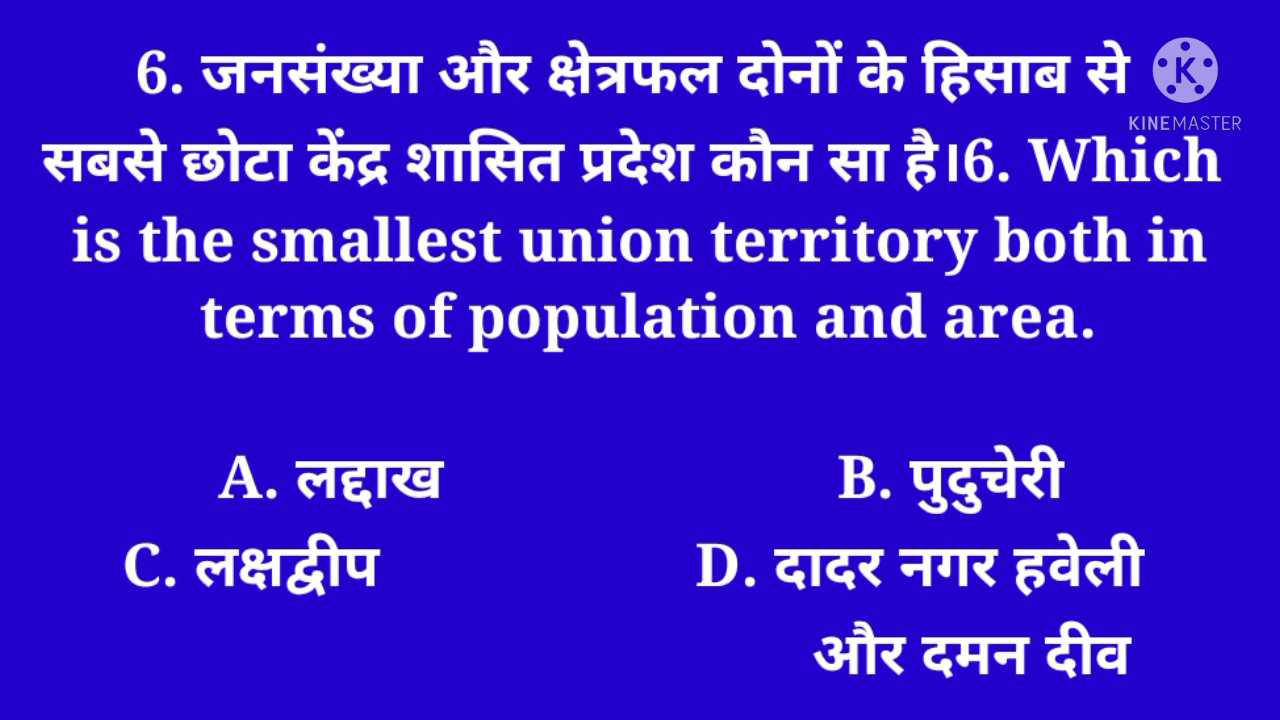 6. जनसंख्या और क्षेत्रफल दोनों के हिसाब से
KINEMASTER
सबसे छोटा केंद्र शासित प्रदेश कौन सा है।6. Which
is the smallest union territory both in
terms of population and area.
A. लद्दाख B. पुदुचेरी
C. लक्षद्वीप D. दादर नगर हवेली
और दमन दीव